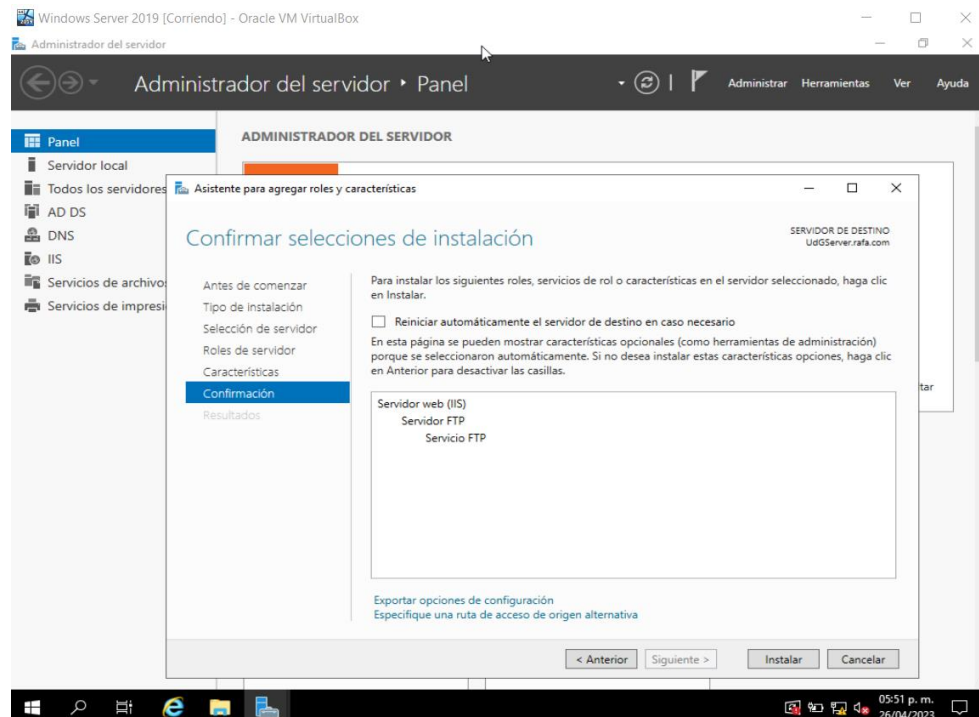 Windows Server 2019 [Corriendo] - Oracle VM VirtualBox
Administrador del servidor
Administrador del servidor ‣ Panel
Administrar Herramientas Ver Ayuda
Panel
Servidor local
Todos los servidores
AD DS
DNS
IIS
Servicios de archivo
Servicios de impresi
ADMINISTRADOR DEL SERVIDOR
Asistente para agregar roles y características
Confirmar selecciones de instalación
SERVIDOR DE DESTINO
UdGServer.rafa.com
Antes de comenzar
Tipo de instalación
Selección de servidor
Roles de servidor
Características
Confirmación
Resultados
Para instalar los siguientes roles, servicios de rol o características en el servidor seleccionado, haga clic
en Instalar.
Reiniciar automáticamente el servidor de destino en caso necesario
En esta página se pueden mostrar características opcionales (como herramientas de administración)
porque se seleccionaron automáticamente. Si no desea instalar estas características opciones, haga clic
en Anterior para desactivar las casillas.
Servidor web (IIS)
Servidor FTP
Servicio FTP
Exportar opciones de configuración
Especifique una ruta de acceso de origen alternativa
< Anterior Siguiente > Instalar Cancelar
tar
05:51 p. m.
26/04/2023